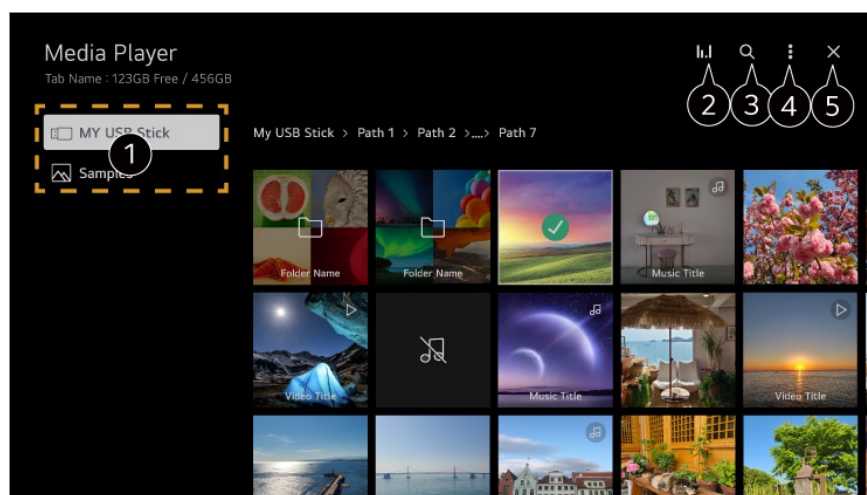 Media Player
Tab Name : 123GB Free / 456GB
2 3 4 5
MY USB Stick
1
Samples
My USB Stick > Path 1 > Path 2 >....> Path 7
Folder Name
Folder Name
Music Title
Video Title
Music Title
Video Title